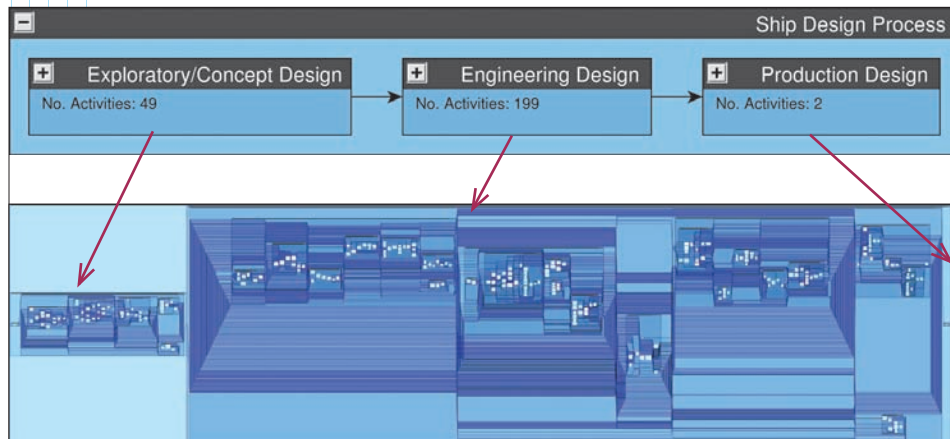 Ship Design Process
Exploratory/Concept Design
No. Activities: 49
Engineering Design
No. Activities: 199
Production Design
No. Activities: 2